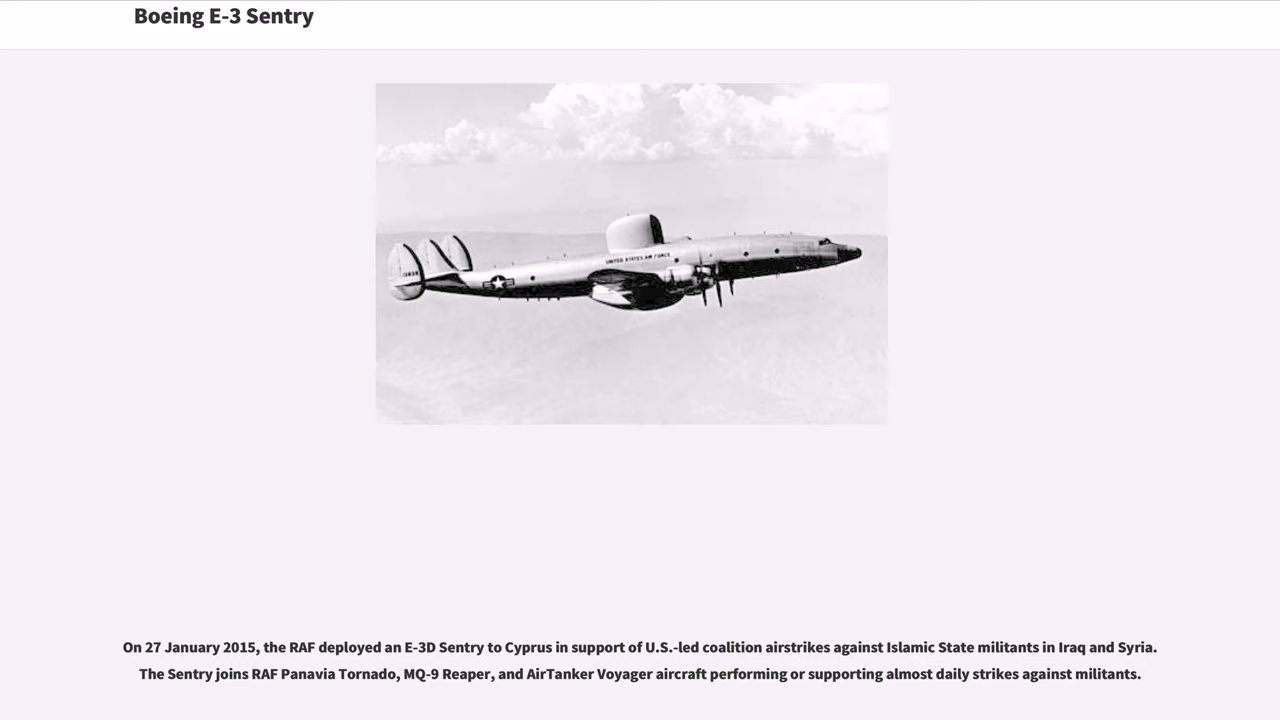 Boeing E-3 Sentry
UNITED STATES AIR FORCE
On 27 January 2015, the RAF deployed an E-3D Sentry to Cyprus in support of U.S.-led coalition airstrikes against Islamic State militants in Iraq and Syria.
The Sentry joins RAF Panavia Tornado, MQ-9 Reaper, and AirTanker Voyager aircraft performing or supporting almost daily strikes against militants.